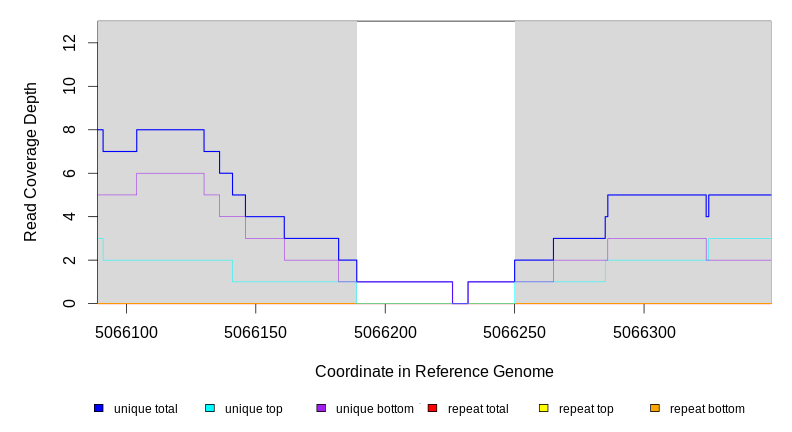 Read Coverage Depth
12
10
8
6
4
2
0
5066100 5066150 5066200 5066250 5066300
Coordinate in Reference Genome
unique total unique top unique bottom repeat total repeat top repeat bottom